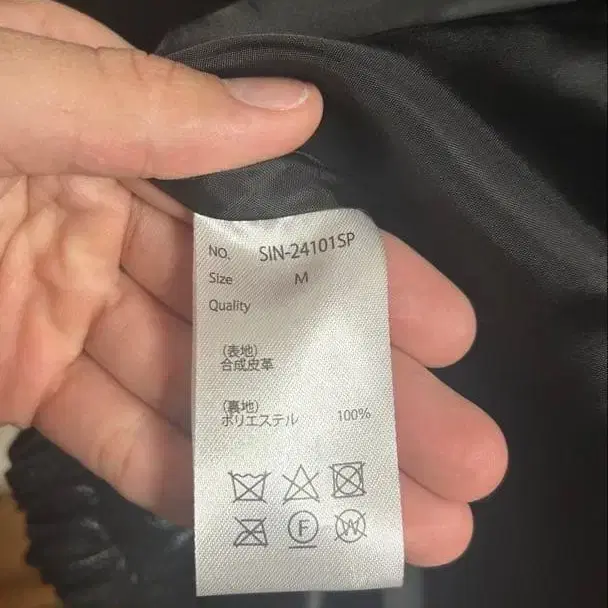 NO. SIN-24101SP
Size M
Quality
（表地）
合成皮革
（裏地）
ポリエステル 100%
F W